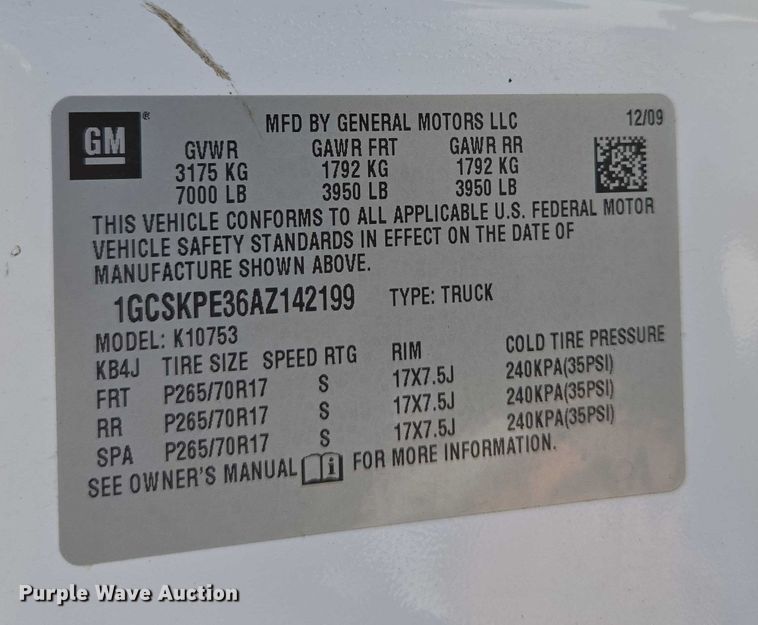 GM ®
MFD BY GENERAL MOTORS LLC 12/09
GVWR GAWR FRT GAWR RR
3175 KG 1792 KG 1792 KG
7000 LB 3950 LB 3950 LB
THIS VEHICLE CONFORMS TO ALL APPLICABLE U.S. FEDERAL MOTOR
VEHICLE SAFETY STANDARDS IN EFFECT ON THE DATE OF
MANUFACTURE SHOWN ABOVE.
1GCSKPE36AZ142199 TYPE: TRUCK
MODEL: K10753
KB4J TIRE SIZE SPEED RTG RIM COLD TIRE PRESSURE
FRT P265/70R17 S 17X7.5J 240KPA(35PSI)
RR P265/70R17 S 17X7.5J 240KPA(35PSI)
SPA P265/70R17 S 17X7.5J 240KPA(35PSI)
SEE OWNER'S MANUAL i FOR MORE INFORMATION.
Purple Wave Auction